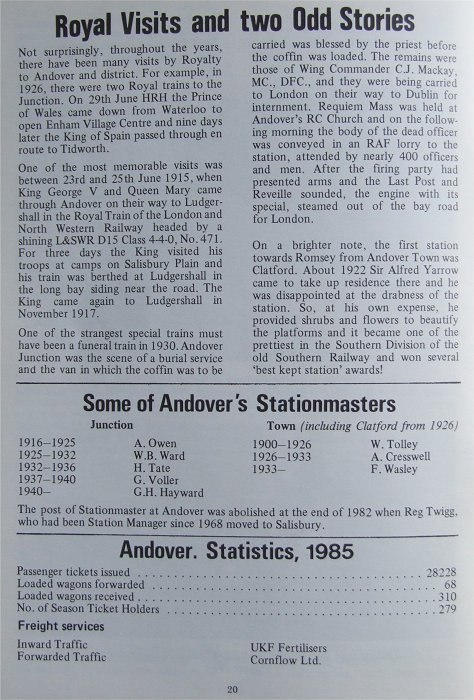 Royal Visits and two Odd Stories
Not surprisingly, throughout the years,
there have been many visits by Royalty
to Andover and district. For example, in
1926, there were two Royal trains to the
Junction. On 29th June HRH the Prince
of Wales came down from Waterloo to
open Enham Village Centre and nine days
later the King of Spain passed through en
route to Tidworth.
One of the most memorable visits was
between 23rd and 25th June 1915, when
King George V and Queen Mary came
through Andover on their way to Ludger-
shall in the Royal Train of the London and
North Western Railway headed by a
shining L&SWR D15 Class 4-4-0, No. 471.
For three days the King visited his
troops at camps on Salisbury Plain and
his train was berthed at Ludgershall in
the long bay siding near the road. The
King came again to Ludgershall in
November 1917.
One of the strangest special trains must
have been a funeral train in 1930. Andover
Junction was the scene of a burial service
and the van in which the coffin was to be
carried was blessed by the priest before
the coffin was loaded. The remains were
those of Wing Commander C.J. Mackay,
MC., DFC., and they were being carried
to London on their way to Dublin for
internment. Requiem Mass was held at
Andover's RC Church and on the follow-
ing morning the body of the dead officer
was conveyed in an RAF lorry to the
station, attended by nearly 400 officers
and men. After the firing party had
presented arms and the Last Post and
Reveille sounded, the engine with its
special, steamed out of the bay road
for London.
On a brighter note, the first station
towards Romsey from Andover Town was
Clatford. About 1922 Sir Alfred Yarrow
came to take up residence there and he
was disappointed at the drabness of the
station. So, at his own expense, he
provided shrubs and flowers to beautify
the platforms and it became one of the
prettiest in the Southern Division of the
old Southern Railway and won several
'best kept station' awards!
Some of Andover's Stationmasters
Junction
1916–1925 A. Owen
1925–1932 W.B. Ward
1932–1936 H. Tate
1937–1940 G. Voller
1940– G.H. Hayward
Town (including Clatford from 1926)
1900–1926 W. Tolley
1926–1933 A. Cresswell
1933– F. Wasley
The post of Stationmaster at Andover was abolished at the end of 1982 when Reg Twigg,
who had been Station Manager since 1968 moved to Salisbury.
Andover. Statistics, 1985
Passenger tickets issued . . . . . . . . . . . . . . . . . . . . 28228
Loaded wagons forwarded . . . . . . . . . . . . . . . . . . . . 68
Loaded wagons received . . . . . . . . . . . . . . . . . . . . 310
No. of Season Ticket Holders . . . . . . . . . . . . . . . . . . . . 279
Freight services
Inward Traffic UKF Fertilisers
Forwarded Traffic Cornflow Ltd.
20